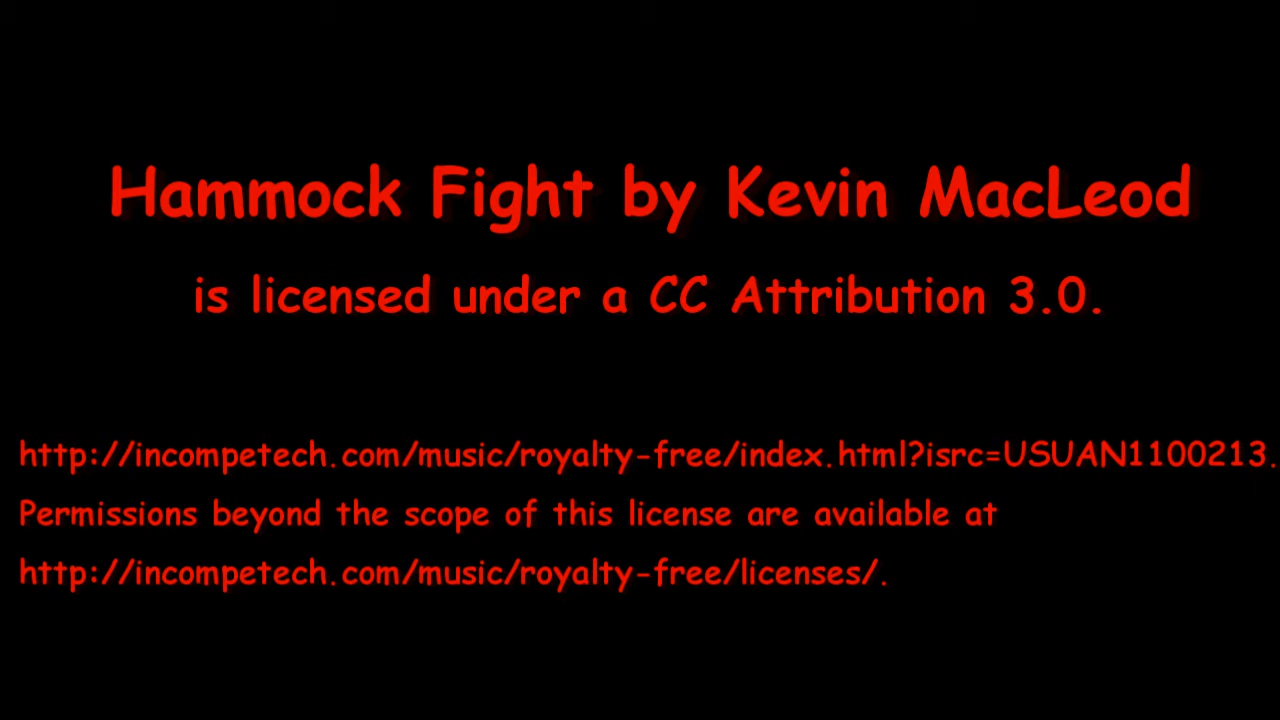 Hammock Fight by Kevin MacLeod
is licensed under a CC Attribution 3.0.
http://incompetech.com/music/royalty-free/index.html?isrc=USUAN1100213.
Permissions beyond the scope of this license are available at
http://incompetech.com/music/royalty-free/licenses/.